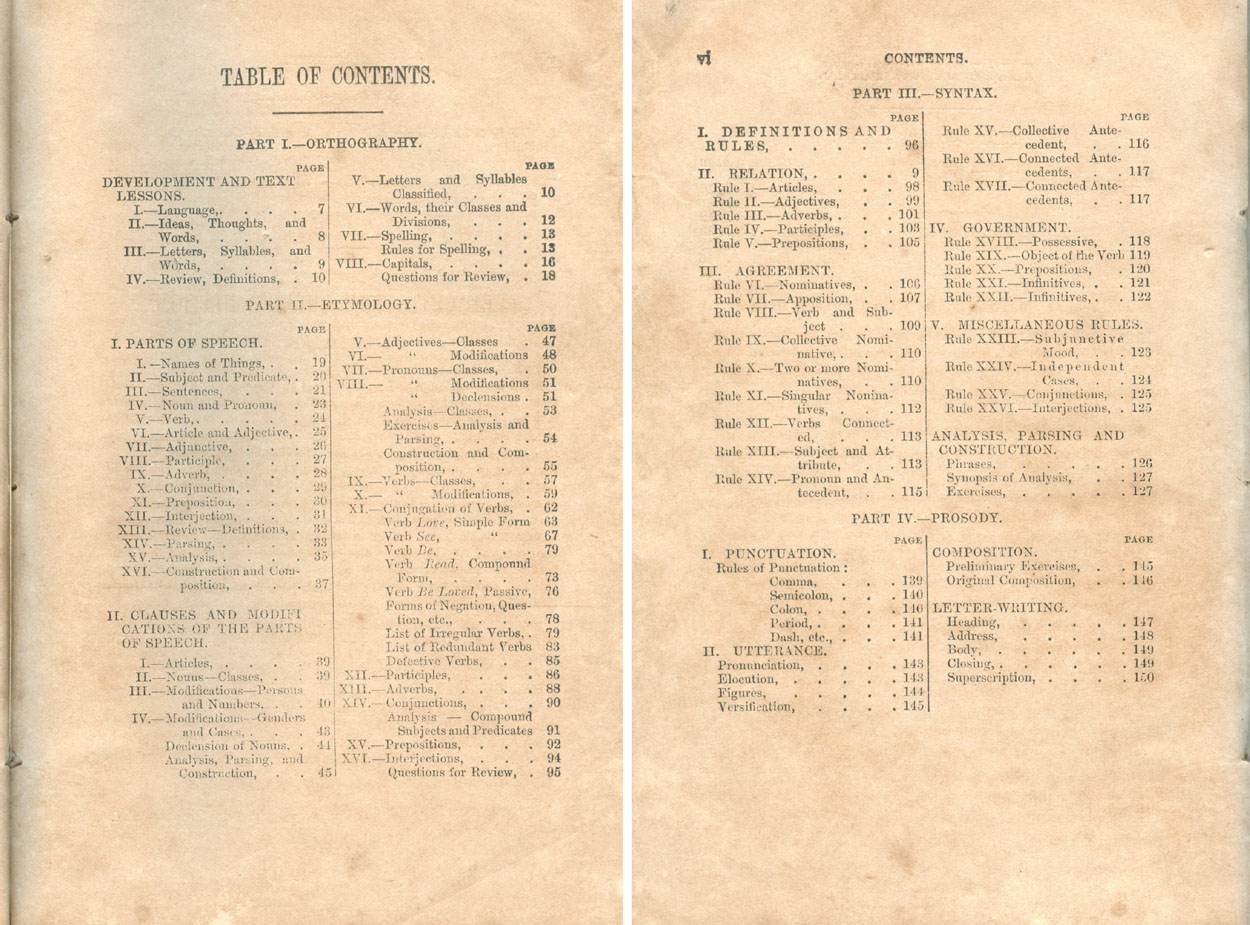 TABLE OF CONTENTS.
PART I.—ORTHOGRAPHY.
PAGE
DEVELOPMENT AND TEXT
LESSONS.
I.—Language,. . . . 7
II.—Ideas, Thoughts, and
Words, . . . . 8
III.—Letters, Syllables, and
Words, . . . . 9
IV.—Review, Definitions, . 10
PAGE
V.—Letters and Syllables
Classified, . . . 10
VI.—Words, their Classes and
Divisions, . . . 12
VII.—Spelling, . . . . 13
Rules for Spelling, . . 13
VIII.—Capitals, . . . . 16
Questions for Review, . 18
PART II.—ETYMOLOGY.
PAGE
I. PARTS OF SPEECH.
I.—Names of Things, . . 19
II.—Subject and Predicate, . 20
III.—Sentences, . . . 21
IV.—Noun and Pronoun, . 23
V.—Verb,. . . . . 24
VI.—Article and Adjective,. 25
VII.—Adjunctive, . . . 26
VIII.—Participle, . . . 27
IX.—Adverb, . . . . 28
X.—Conjunction, . . . 29
XI.—Preposition, . . . 30
XII.—Interjection, . . . 31
XIII.—Review—Definitions, . 32
XIV.—Parsing, . . . . 33
XV.—Analysis, . . . . 35
XVI.—Construction and Com-
position, . . . 37
II. CLAUSES AND MODIFI
CATIONS OF THE PARTS
OF SPEECH.
I.—Articles, . . . . 39
II.—Nouns—Classes, . . 39
III.—Modifications—Persons
and Numbers, . . 40
IV.—Modifications—Genders
and Cases, . . . 43
Declension of Nouns, . 44
Analysis, Parsing, and
Construction, . . 45
PAGE
V.—Adjectives—Classes . 47
VI.— “ Modifications 48
VII.—Pronouns—Classes, . 50
VIII.— “ Modifications 51
“ Declensions . 51
Analysis—Classes, . . 53
Exercises—Analysis and
Parsing, . . . . 54
Construction and Com-
position, . . . . 55
IX.—Verbs—Classes, . . 57
X.— “ Modifications, . 59
XI.—Conjugation of Verbs, . 62
Verb Love, Simple Form 63
Verb See, “ 67
Verb Be, . . . . 79
Verb Read, Compound
Form, . . . . 73
Verb Be Loved, Passive, 76
Forms of Negation, Ques-
tion, etc., . . . 78
List of Irregular Verbs, . 79
List of Redundant Verbs 83
Defective Verbs, . . 85
XII.—Participles, . . . 86
XIII.—Adverbs, . . . . 88
XIV.—Conjunctions, . . . 90
Analysis — Compound
Subjects and Predicates 91
XV.—Prepositions, . . . 92
XVI.—Interjections, . . . 94
Questions for Review, . 95
vi CONTENTS.
PART III.—SYNTAX.
PAGE
I. DEFINITIONS AND
RULES, . . . . . 96
II. RELATION, . . . . 9
Rule I.—Articles, . . 98
Rule II.—Adjectives, . . 99
Rule III.—Adverbs, . . 101
Rule IV.—Participles, . . 103
Rule V.—Prepositions, . . 105
III. AGREEMENT.
Rule VI.—Nominatives, . . 106
Rule VII.—Apposition, . . 107
Rule VIII.—Verb and Sub-
ject . . . 109
Rule IX.—Collective Nomi-
native, . . . 110
Rule X.—Two or more Nomi-
natives, . . . 110
Rule XI.—Singular Nomina-
tives, . . . 112
Rule XII.—Verbs Connect-
ed, . . . 113
Rule XIII.—Subject and At-
tribute, . . 113
Rule XIV.—Pronoun and An-
tecedent, . . 115
PAGE
Rule XV.—Collective Ante-
cedent, . . 116
Rule XVI.—Connected Ante-
cedents, . . 117
Rule XVII.—Connected Ante-
cedents, . . 117
IV. GOVERNMENT.
Rule XVIII.—Possessive, . 118
Rule XIX.—Object of the Verb 119
Rule XX.—Prepositions, . 120
Rule XXI.—Infinitives, . . 121
Rule XXII.—Infinitives, . . 122
V. MISCELLANEOUS RULES.
Rule XXIII.—Subjunctive
Mood, . . 123
Rule XXIV.—Independent
Cases, . . 124
Rule XXV.—Conjunctions, . 125
Rule XXVI.—Interjections, . 125
ANALYSIS, PARSING AND
CONSTRUCTION.
Phrases, . . . . . 126
Synopsis of Analysis, . . 127
Exercises, . . . . . 127
PART IV.—PROSODY.
PAGE
I. PUNCTUATION.
Rules of Punctuation :
Comma, . . . 139
Semicolon, . . . 140
Colon, . . . . 140
Period, . . . . 141
Dash, etc., . . . 141
II. UTTERANCE.
Pronunciation, . . . . 143
Elocution, . . . . . 143
Figures, . . . . . 144
Versification, . . . . 145
PAGE
COMPOSITION.
Preliminary Exercises, . . 145
Original Composition, . . 146
LETTER-WRITING.
Heading, . . . . . 147
Address, . . . . . 148
Body, . . . . . . 149
Closing, . . . . . . 149
Superscription, . . . . 150